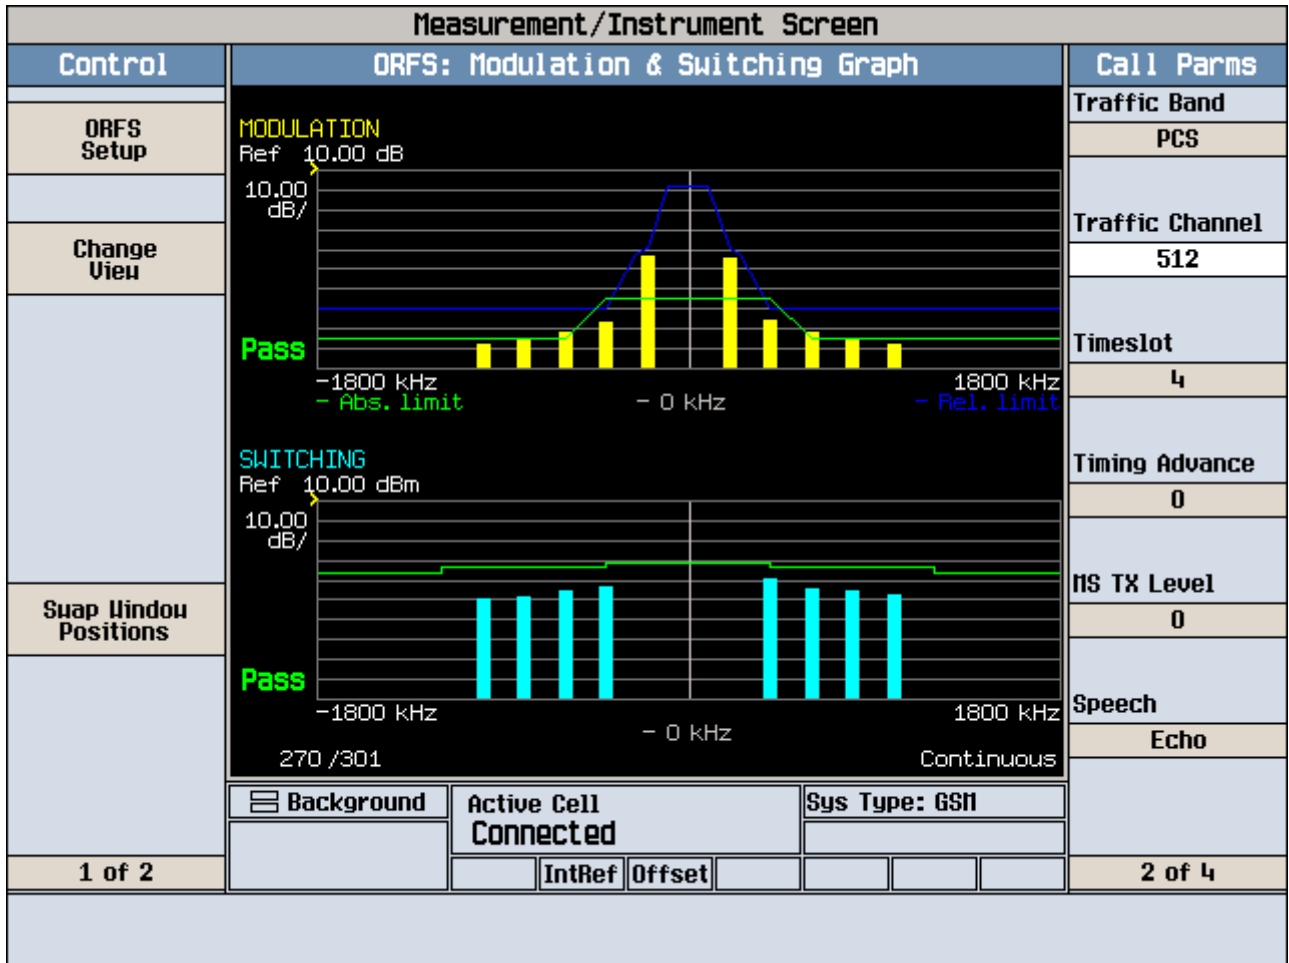 Measurement/Instrument Screen
Control
ORFS Setup
Change View
Swap Window Positions
1 of 2
ORFS: Modulation & Switching Graph
MODULATION
Ref 10.00 dB
10.00 dB/
Pass
-1800 kHz
1800 kHz
- Abs. limit
- 0 kHz
- Rel. limit
SWITCHING
Ref 10.00 dBm
10.00 dB/
Pass
-1800 kHz
1800 kHz
- 0 kHz
270 /301
Continuous
Background
Active Cell
Connected
Sys Type: GSM
IntRef
Offset
Call Parms
Traffic Band
PCS
Traffic Channel
512
Timeslot
4
Timing Advance
0
MS TX Level
0
Speech
Echo
2 of 4